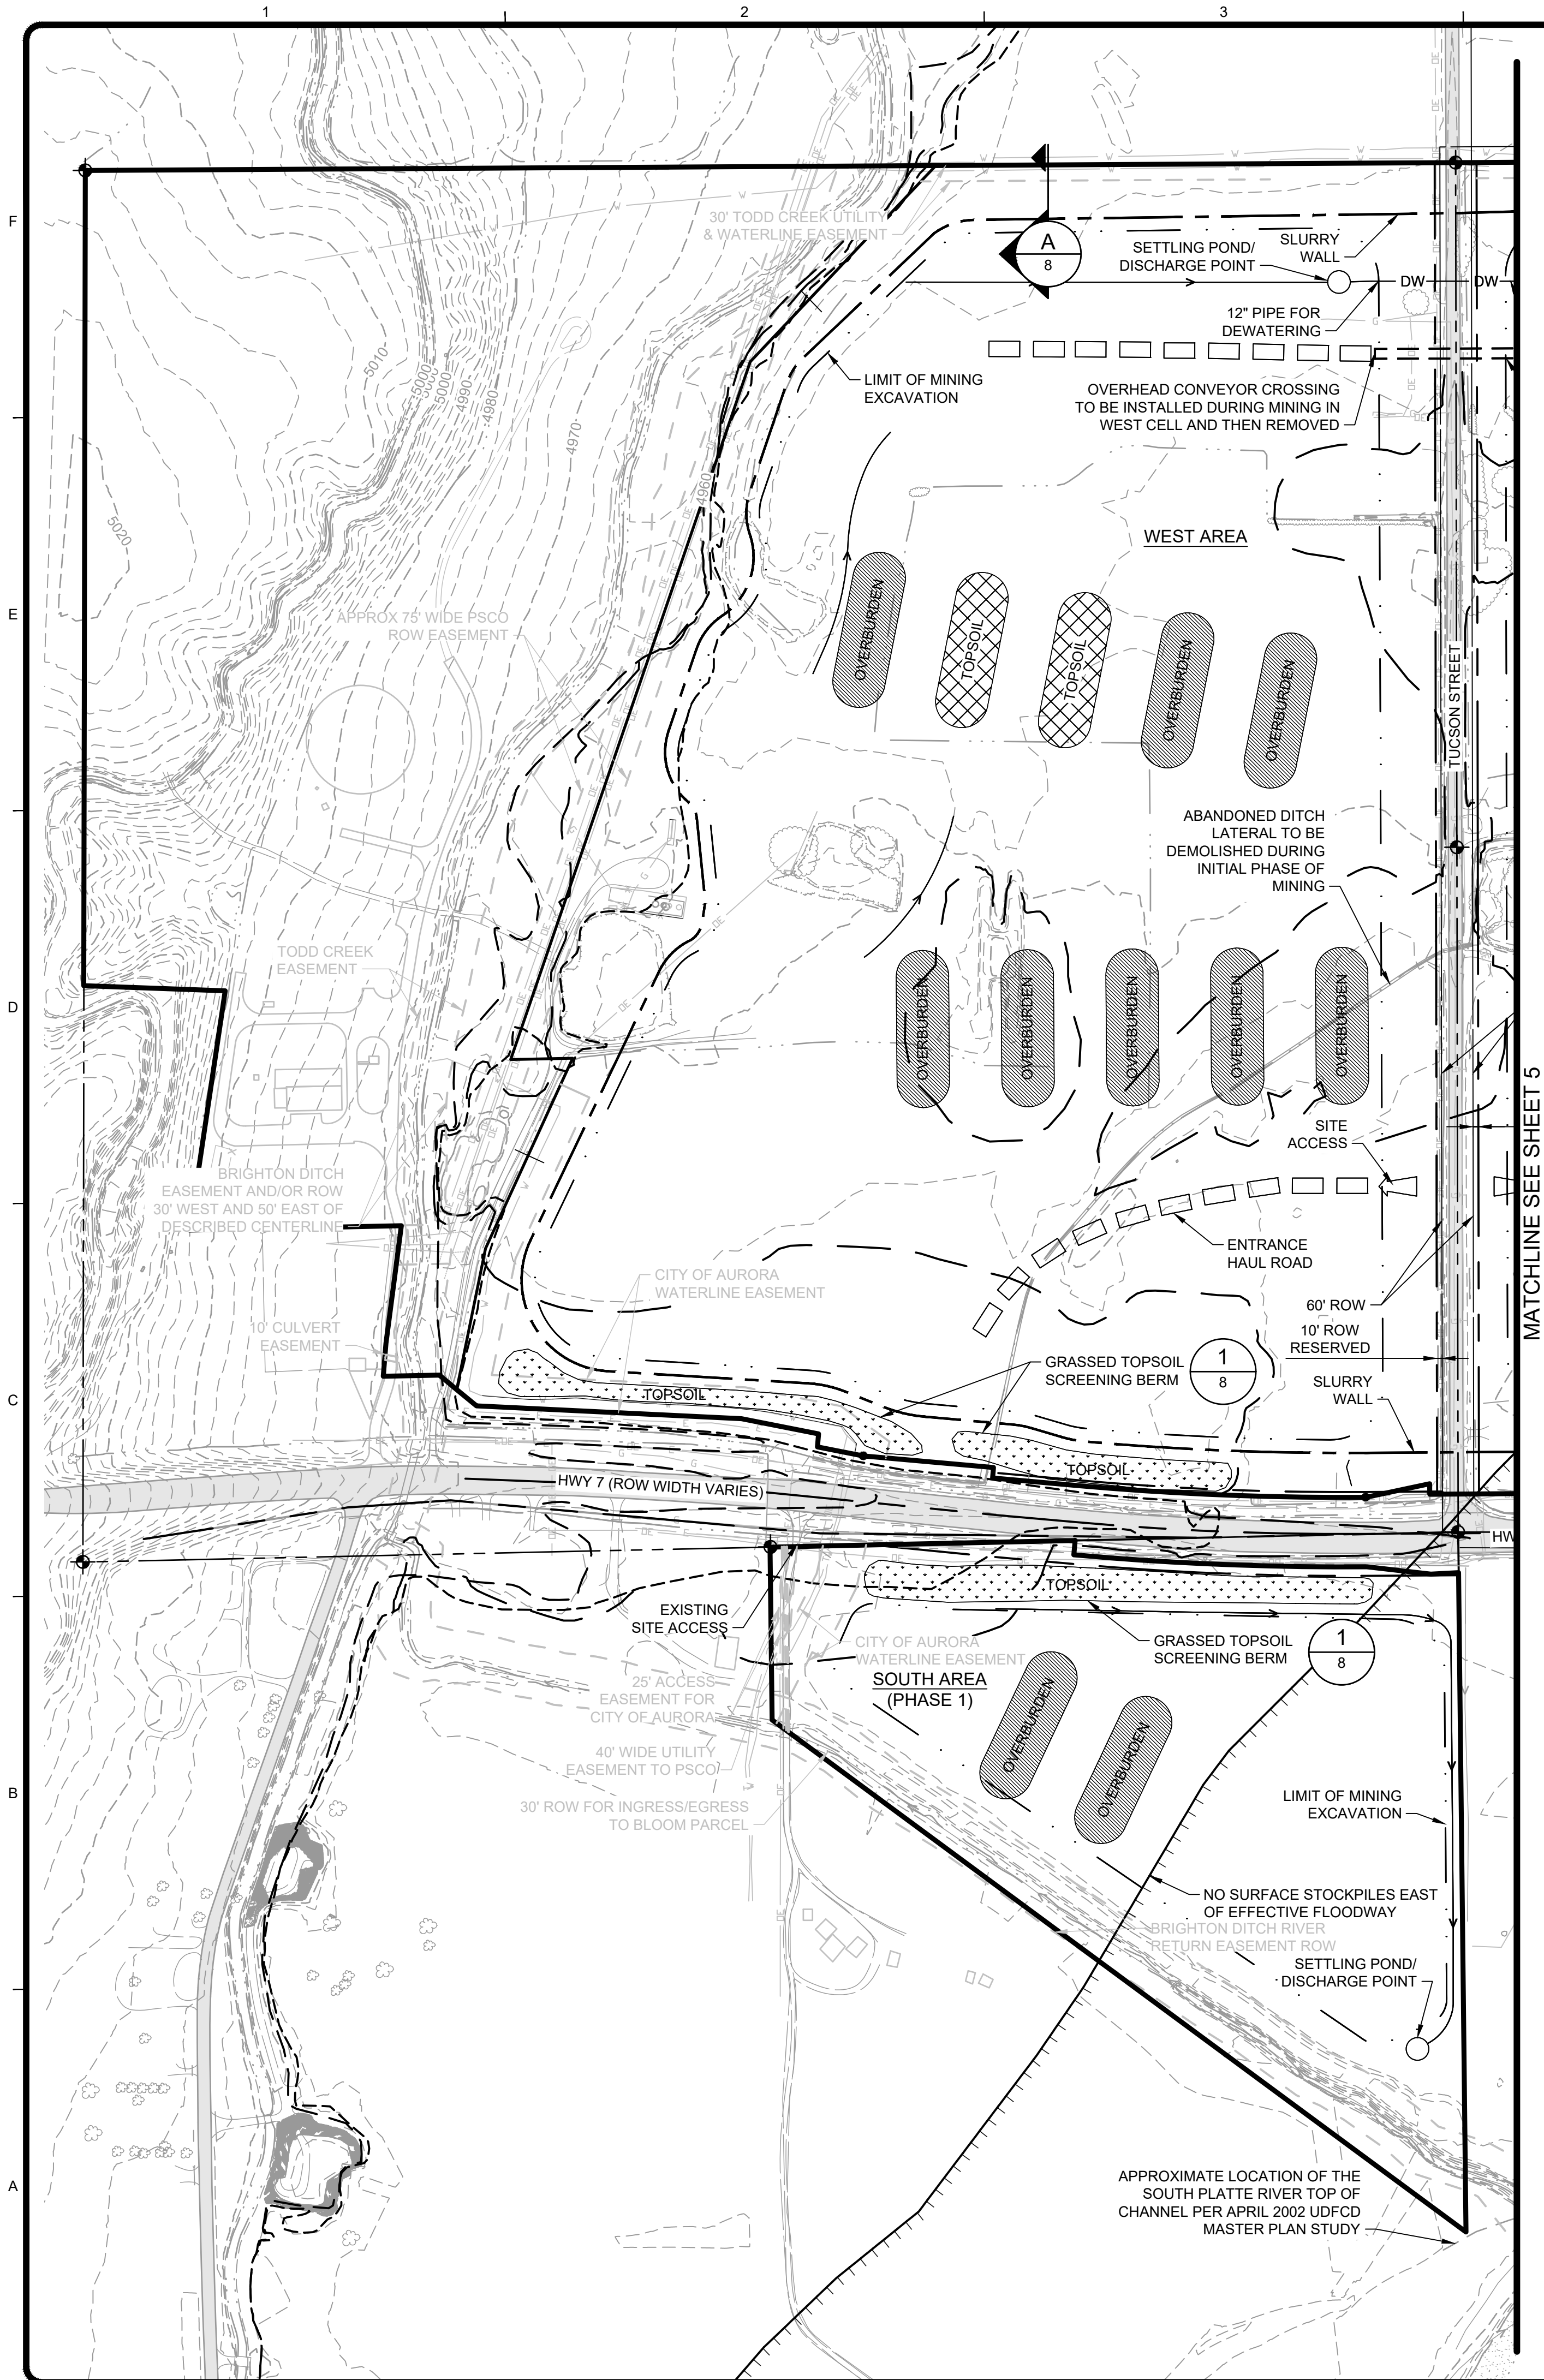 1
2
3
F
E
D
C
B
A
30' TODD CREEK UTILITY
& WATERLINE EASEMENT
A
8
SETTLING POND/
DISCHARGE POINT
SLURRY
WALL
DW
DW
12" PIPE FOR
DEWATERING
LIMIT OF MINING
EXCAVATION
OVERHEAD CONVEYOR CROSSING
TO BE INSTALLED DURING MINING IN
WEST CELL AND THEN REMOVED
5010
5000
5000
4990
4980
4970
4960
5020
WEST AREA
APPROX 75' WIDE PSCO
ROW EASEMENT
OVERBURDEN
TOPSOIL
TOPSOIL
OVERBURDEN
OVERBURDEN
TUCSON STREET
ABANDONED DITCH
LATERAL TO BE
DEMOLISHED DURING
INITIAL PHASE OF
MINING
TODD CREEK
EASEMENT
OVERBURDEN
OVERBURDEN
OVERBURDEN
OVERBURDEN
OVERBURDEN
MATCHLINE SEE SHEET 5
SITE
ACCESS
BRIGHTON DITCH
EASEMENT AND/OR ROW
30' WEST AND 50' EAST OF
DESCRIBED CENTERLINE
ENTRANCE
HAUL ROAD
CITY OF AURORA
WATERLINE EASEMENT
60' ROW
10' ROW
RESERVED
10' CULVERT
EASEMENT
GRASSED TOPSOIL
SCREENING BERM
1
8
SLURRY
WALL
TOPSOIL
TOPSOIL
HWY 7 (ROW WIDTH VARIES)
HW
TOPSOIL
EXISTING
SITE ACCESS
CITY OF AURORA
WATERLINE EASEMENT
GRASSED TOPSOIL
SCREENING BERM
1
8
SOUTH AREA
(PHASE 1)
25' ACCESS
EASEMENT FOR
CITY OF AURORA
OVERBURDEN
OVERBURDEN
40' WIDE UTILITY
EASEMENT TO PSCO
30' ROW FOR INGRESS/EGRESS
TO BLOOM PARCEL
LIMIT OF MINING
EXCAVATION
NO SURFACE STOCKPILES EAST
OF EFFECTIVE FLOODWAY
BRIGHTON DITCH RIVER
RETURN EASEMENT ROW
SETTLING POND/
DISCHARGE POINT
APPROXIMATE LOCATION OF THE
SOUTH PLATTE RIVER TOP OF
CHANNEL PER APRIL 2002 UDFCD
MASTER PLAN STUDY